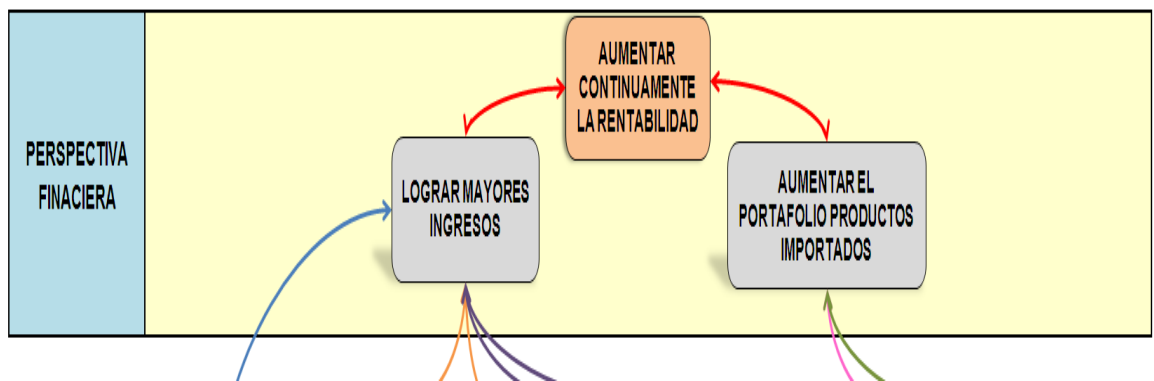 PERSPECTIVA
FINACIERA
AUMENTAR
CONTINUAMENTE
LA RENTABILIDAD
LOGRAR MAYORES
INGRESOS
AUMENTAR EL
PORTAFOLIO PRODUCTOS
IMPORTADOS